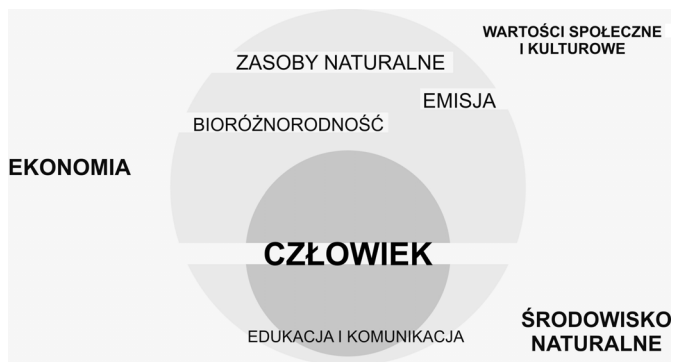 WARTOŚCI SPOŁECZNE
I KULTUROWE
ZASOBY NATURALNE
EMISJA
BIORÓŻNORODNOŚĆ
EKONOMIA
CZŁOWIEK
ŚRODOWISKO
NATURALNE
EDUKACJA I KOMUNIKACJA